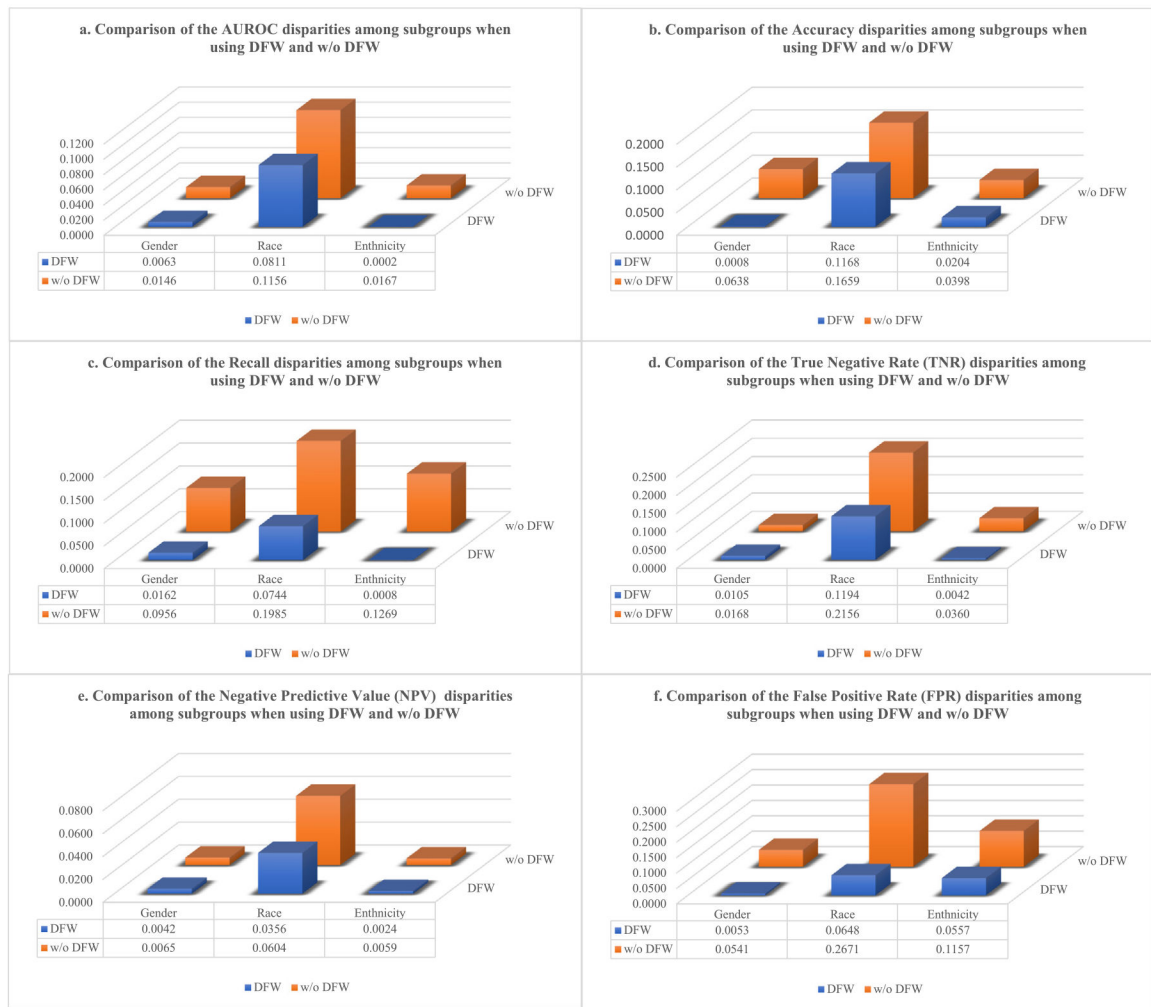 a. Comparison of the AUROC disparities among subgroups when
using DFW and w/o DFW
0.1200
0.1000
0.0800
0.0600
0.0400
0.0200
0.0000
w/o DFW
DFW
Gender Race Enthnicity
DFW 0.0063 0.0811 0.0002
w/o DFW 0.0146 0.1156 0.0167
DFW w/o DFW
b. Comparison of the Accuracy disparities among subgroups when
using DFW and w/o DFW
0.2000
0.1500
0.1000
0.0500
0.0000
w/o DFW
DFW
Gender Race Enthnicity
DFW 0.0008 0.1168 0.0204
w/o DFW 0.0638 0.1659 0.0398
DFW w/o DFW
c. Comparison of the Recall disparities among subgroups when
using DFW and w/o DFW
0.2000
0.1500
0.1000
0.0500
0.0000
w/o DFW
DFW
Gender Race Enthnicity
DFW 0.0162 0.0744 0.0008
w/o DFW 0.0956 0.1985 0.1269
DFW w/o DFW
d. Comparison of the True Negative Rate (TNR) disparities among
subgroups when using DFW and w/o DFW
0.2500
0.2000
0.1500
0.1000
0.0500
0.0000
w/o DFW
DFW
Gender Race Enthnicity
DFW 0.0105 0.1194 0.0042
w/o DFW 0.0168 0.2156 0.0360
DFW w/o DFW
e. Comparison of the Negative Predictive Value (NPV) disparities
among subgroups when using DFW and w/o DFW
0.0800
0.0600
0.0400
0.0200
0.0000
w/o DFW
DFW
Gender Race Enthnicity
DFW 0.0042 0.0356 0.0024
w/o DFW 0.0065 0.0604 0.0059
DFW w/o DFW
f. Comparison of the False Positive Rate (FPR) disparities among
subgroups when using DFW and w/o DFW
0.3000
0.2500
0.2000
0.1500
0.1000
0.0500
0.0000
w/o DFW
DFW
Gender Race Enthnicity
DFW 0.0053 0.0648 0.0557
w/o DFW 0.0541 0.2671 0.1157
DFW w/o DFW